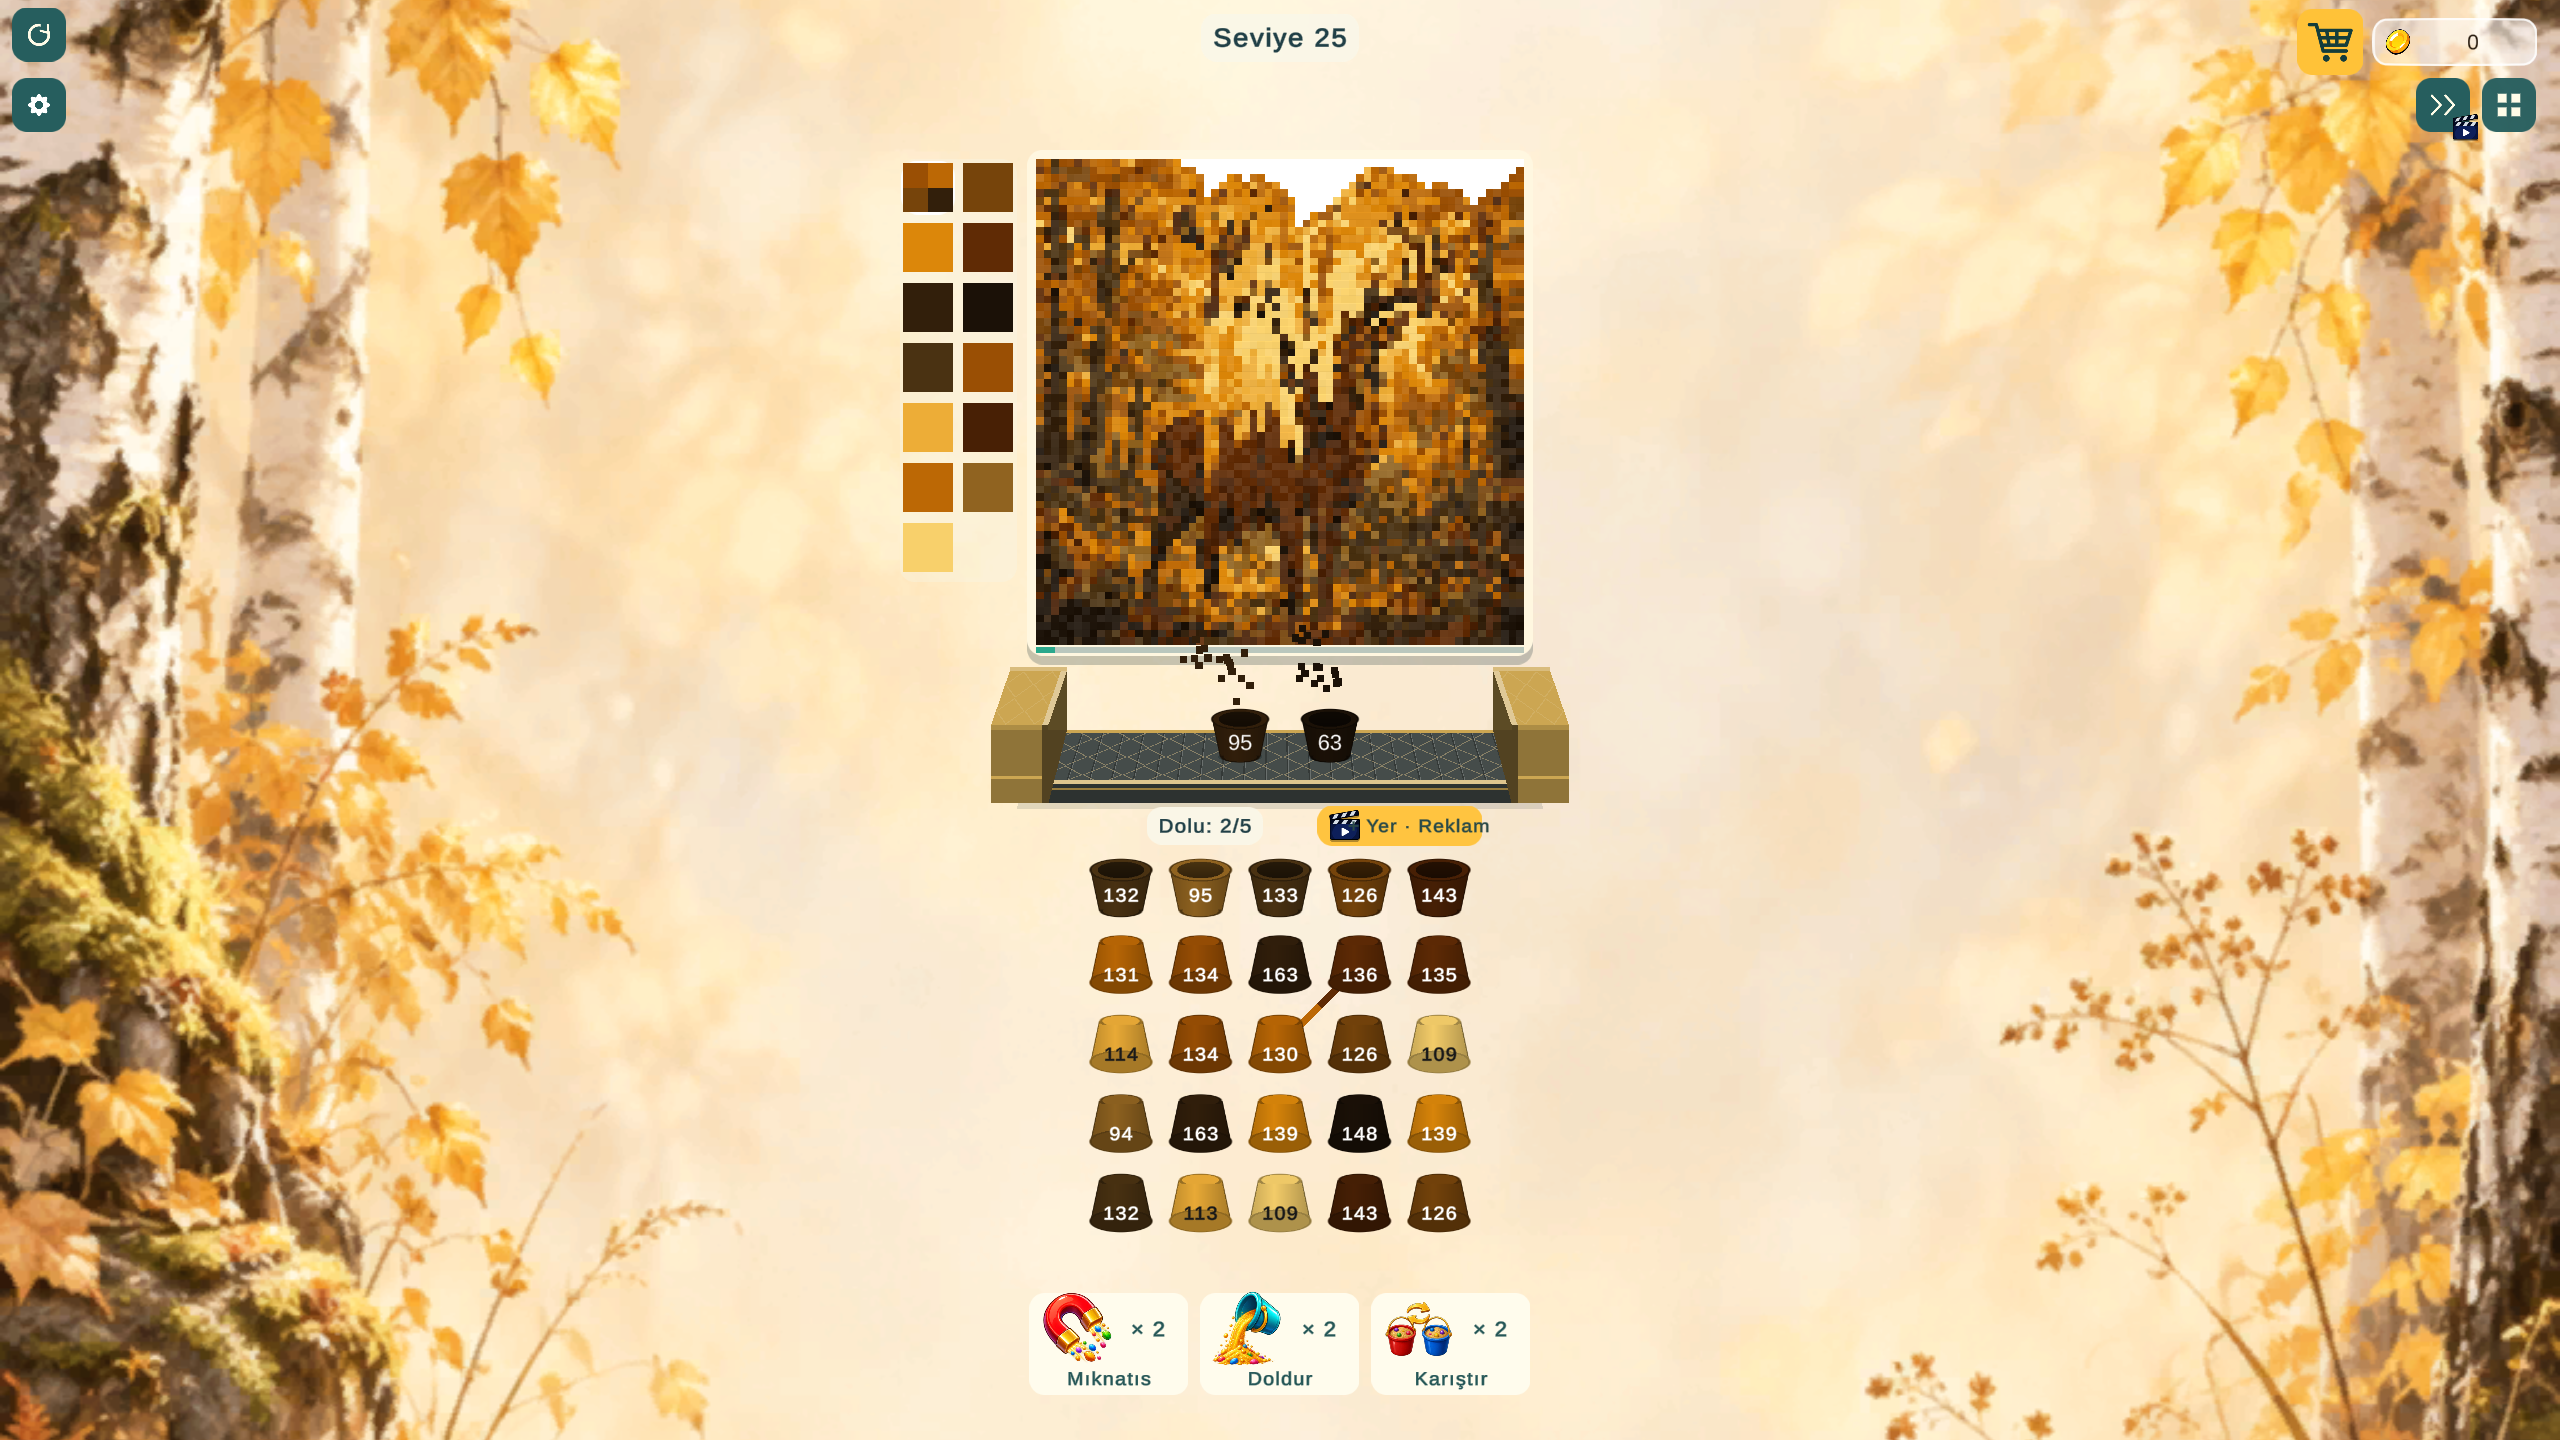 Seviye 25
0
95 63
Dolu: 2/5
Yer · Reklam
132 95 133 126 143
131 134 163 136 135
114 134 130 126 109
94 163 139 148 139
132 113 109 143 126
× 2 × 2 × 2
Mıknatıs Doldur Karıştır